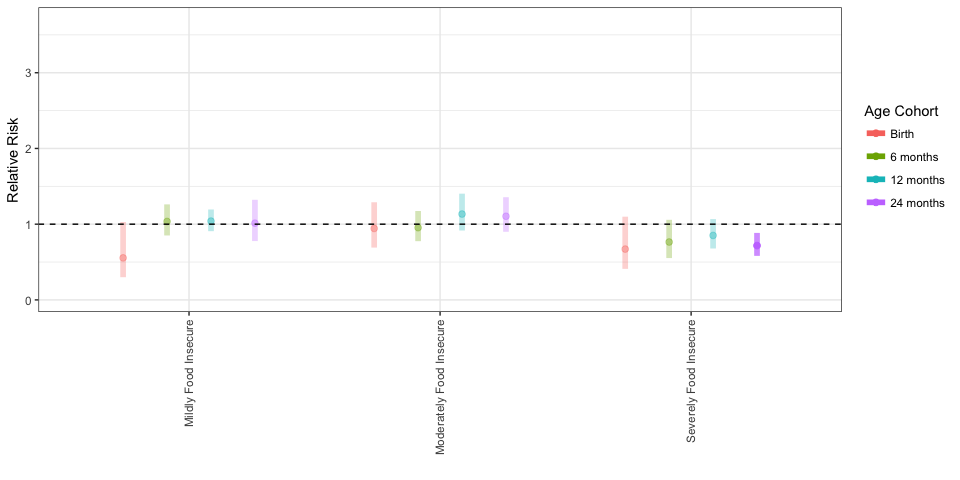 Relative Risk
3
2
1
0
Mildly Food Insecure
Moderately Food Insecure
Severely Food Insecure
Age Cohort
Birth
6 months
12 months
24 months